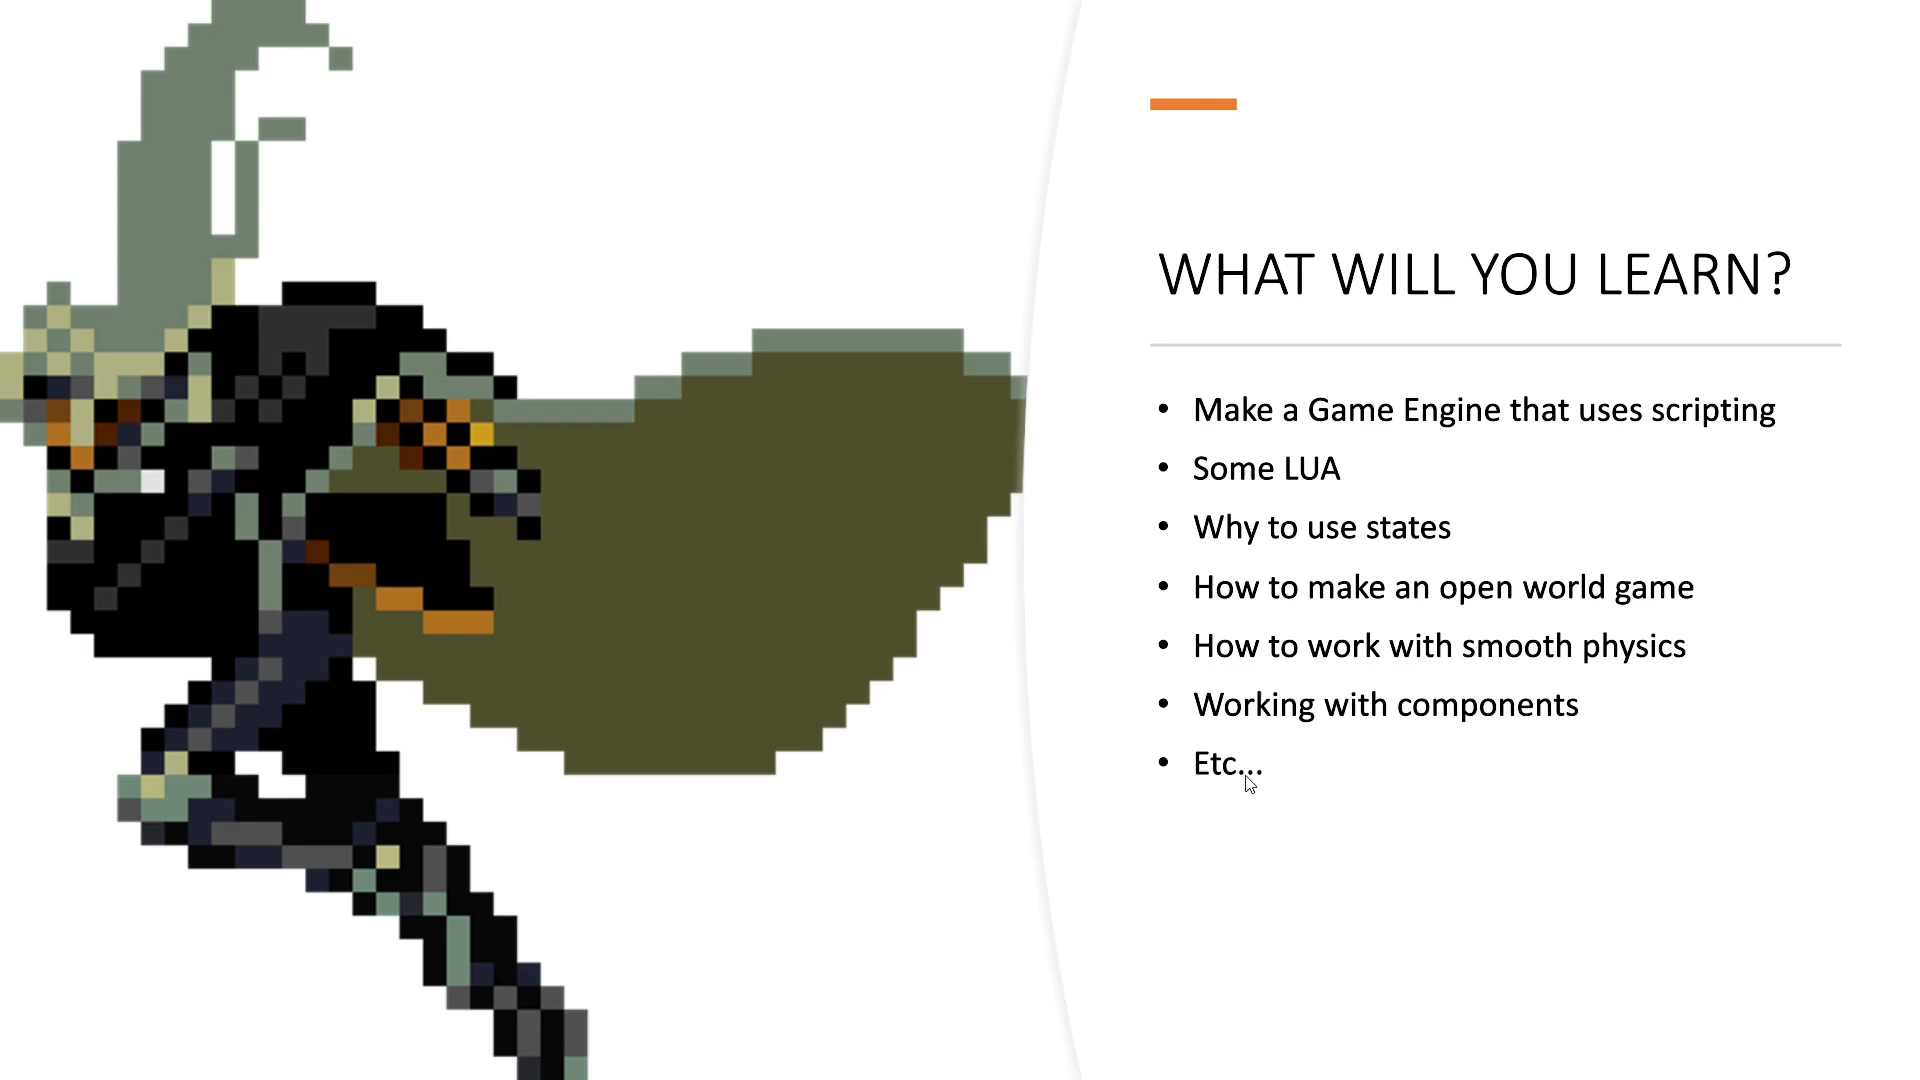 WHAT WILL YOU LEARN?
• Make a Game Engine that uses scripting
• Some LUA
• Why to use states
• How to make an open world game
• How to work with smooth physics
• Working with components
• Etc...